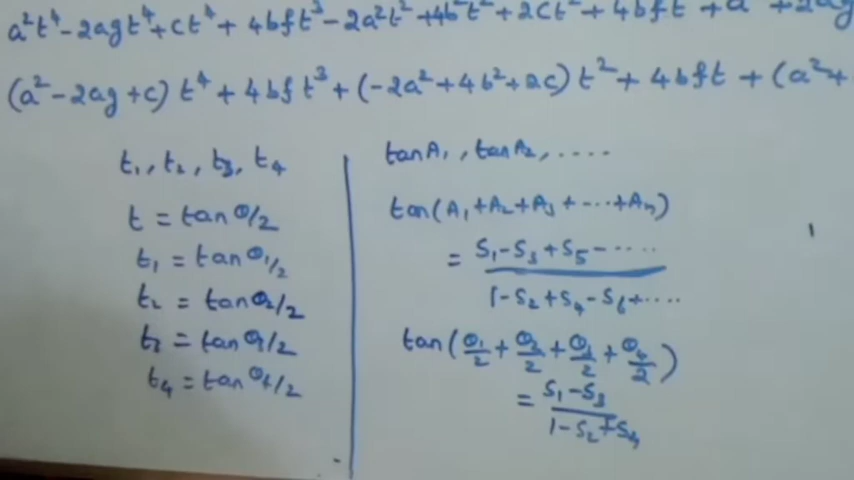 a²t⁴ - 2agt⁴ + ct⁴ + 4bft³ - 2a²t² + 4b²t² + 2ct² + 4bft + a² + 2ag
(a² - 2ag + c) t⁴ + 4bft³ + (-2a² + 4b² + 2c) t² + 4bft + (a² +
t₁, t₂, t₃, t₄
t = tan θ/2
t₁ = tan θ₁/2
t₂ = tan θ₂/2
t₃ = tan θ₃/2
t₄ = tan θ₄/2
tanA₁, tanA₂, ....
tan(A₁+A₂+A₃+...+Aₙ)
= S₁-S₃+S₅-....
1-S₂+S₄-S₆+....
tan(θ₁/2 + θ₂/2 + θ₃/2 + θ₄/2)
= S₁-S₃
1-S₂+S₄